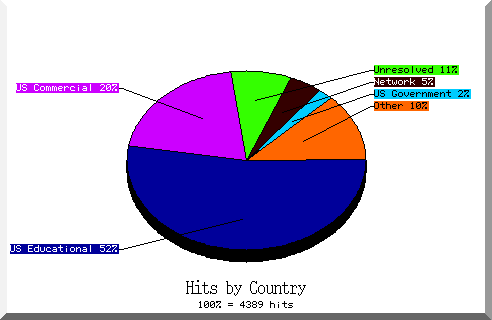 Unresolved 11%
Network 5%
US Commercial 20%
US Government 2%
Other 10%
US Educational 52%
Hits by Country
100% = 4389 hits